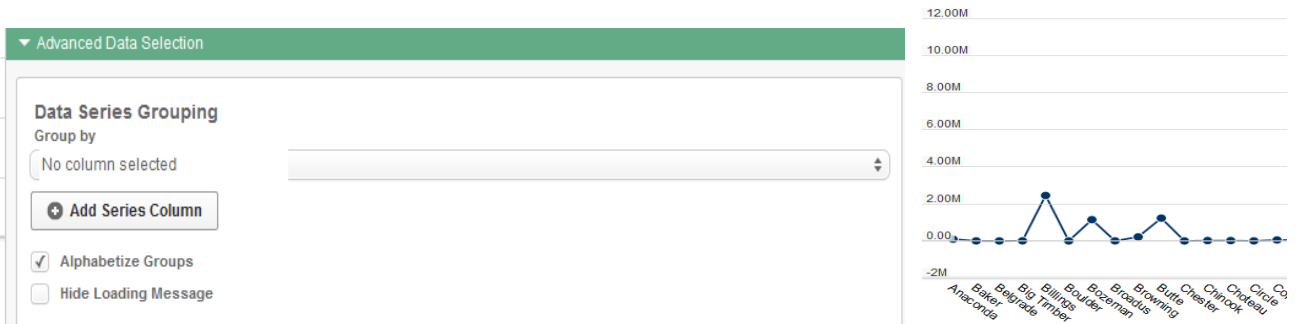 Advanced Data Selection
Data Series Grouping
Group by
No column selected
Add Series Column
Alphabetize Groups
Hide Loading Message
12.00M
10.00M
8.00M
6.00M
4.00M
2.00M
0.00
-2M
Anaconda
Baker
Belgrade
Big Timber
Billings
Boulder
Bozeman
Broadus
Browning
Butte
Chester
Chinook
Choteau
Circle
Co